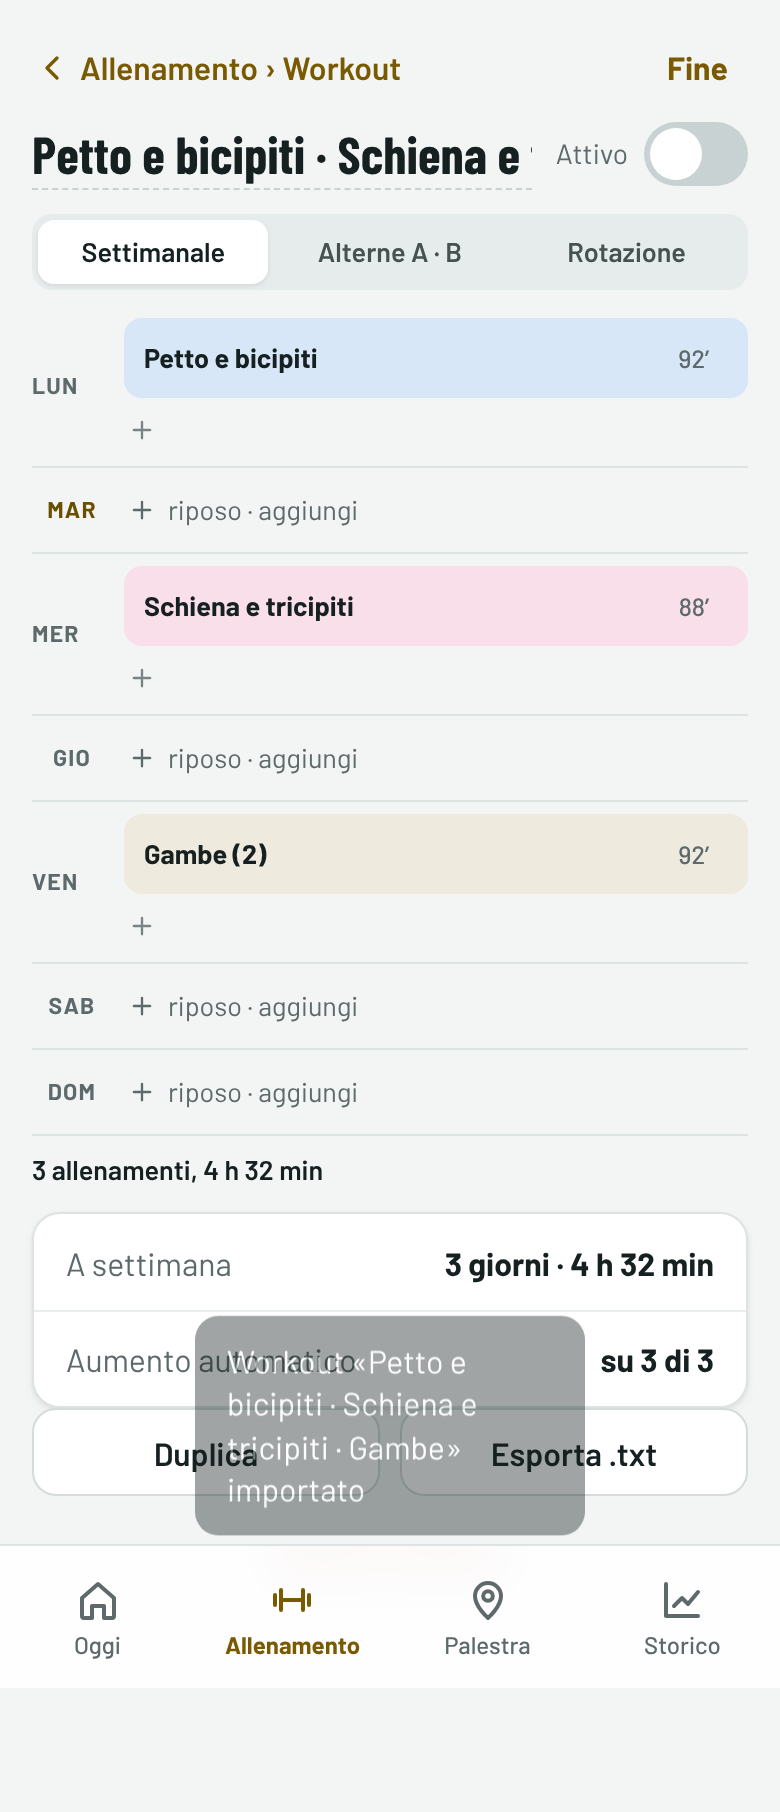 Allenamento › Workout
Fine
Petto e bicipiti · Schiena e
Attivo
Settimanale
Alterne A · B
Rotazione
LUN
Petto e bicipiti
92′
+
MAR
+ riposo · aggiungi
MER
Schiena e tricipiti
88′
+
GIO
+ riposo · aggiungi
VEN
Gambe (2)
92′
+
SAB
+ riposo · aggiungi
DOM
+ riposo · aggiungi
3 allenamenti, 4 h 32 min
A settimana
3 giorni · 4 h 32 min
Aumento automatico
su 3 di 3
Workout «Petto e
bicipiti · Schiena e
tricipiti · Gambe»
importato
Duplica
Esporta .txt
Oggi
Allenamento
Palestra
Storico